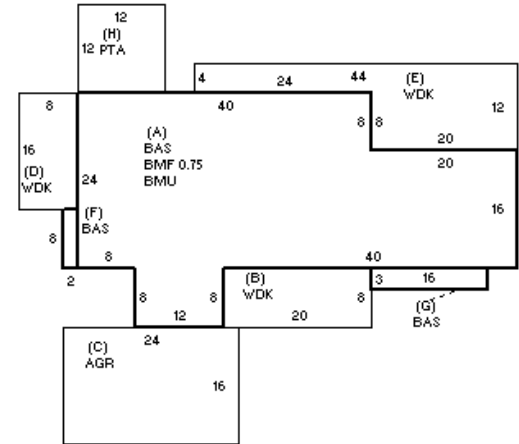 12
(H)
12 PTA
4 24 44 (E)
WDK
8 40 8 8 12
(A)
BAS
BMF 0.75
BMU
20
20
16
(D)
WDK
24
16
(F)
BAS
8
8 40
2
(B)
WDK
3 16
8 8 8
(G)
BAS
12 20
24
(C)
AGR
16